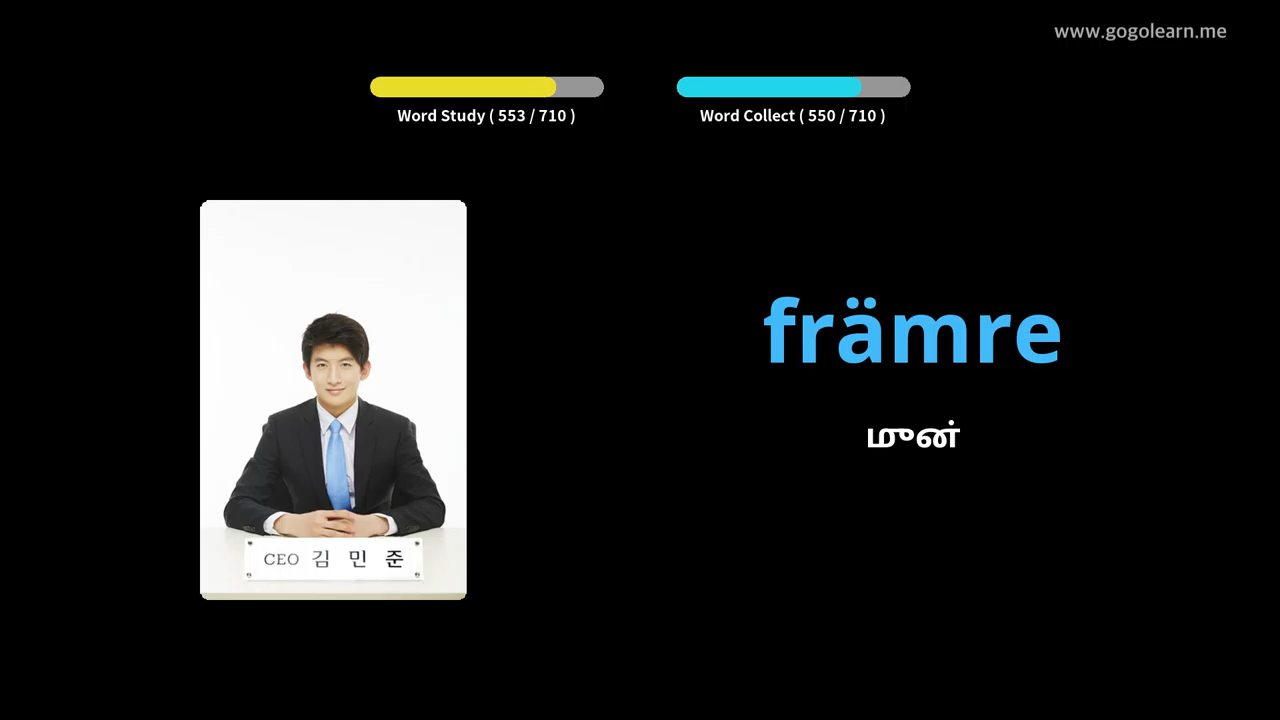 www.gogolearn.me
Word Study ( 553 / 710 )
Word Collect ( 550 / 710 )
främre
முன்
CEO 김 민 준